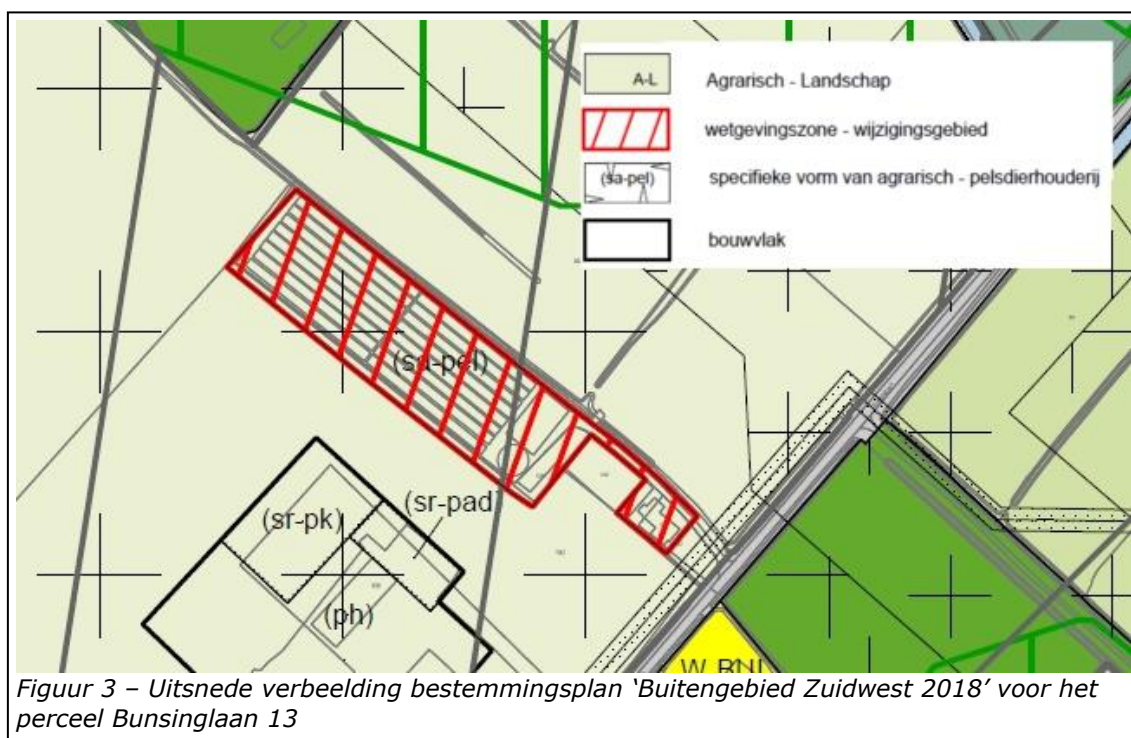 A-L
Agrarisch - Landschap
wetgevingszone - wijzigingsgebied
(sa-pel)
specifieke vorm van agrarisch - pelsdierhouderij
bouwvlak
(sa-pel)
(sr-pad)
(sr-pk)
(ph)
Figuur 3 – Uitsnede verbeelding bestemmingsplan ‘Buitengebied Zuidwest 2018’ voor het
perceel Bunsinglaan 13